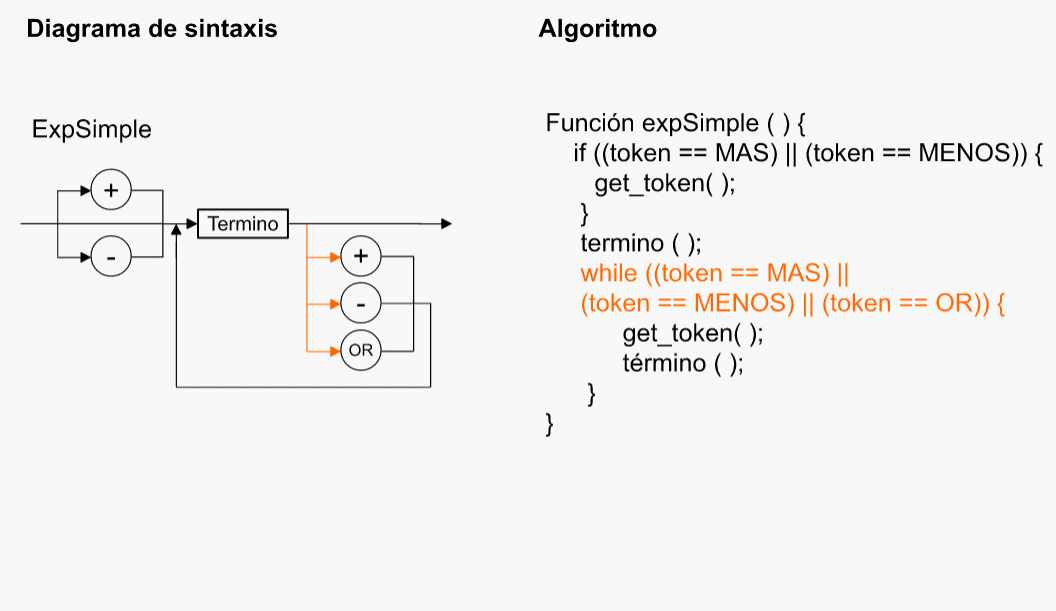 Diagrama de sintaxis
Algoritmo
ExpSimple
+
-
Termino
+
-
OR
Función expSimple ( ) {
if ((token == MAS) || (token == MENOS)) {
get_token( );
}
termino ( );
while ((token == MAS) ||
(token == MENOS) || (token == OR)) {
get_token( );
término ( );
}
}